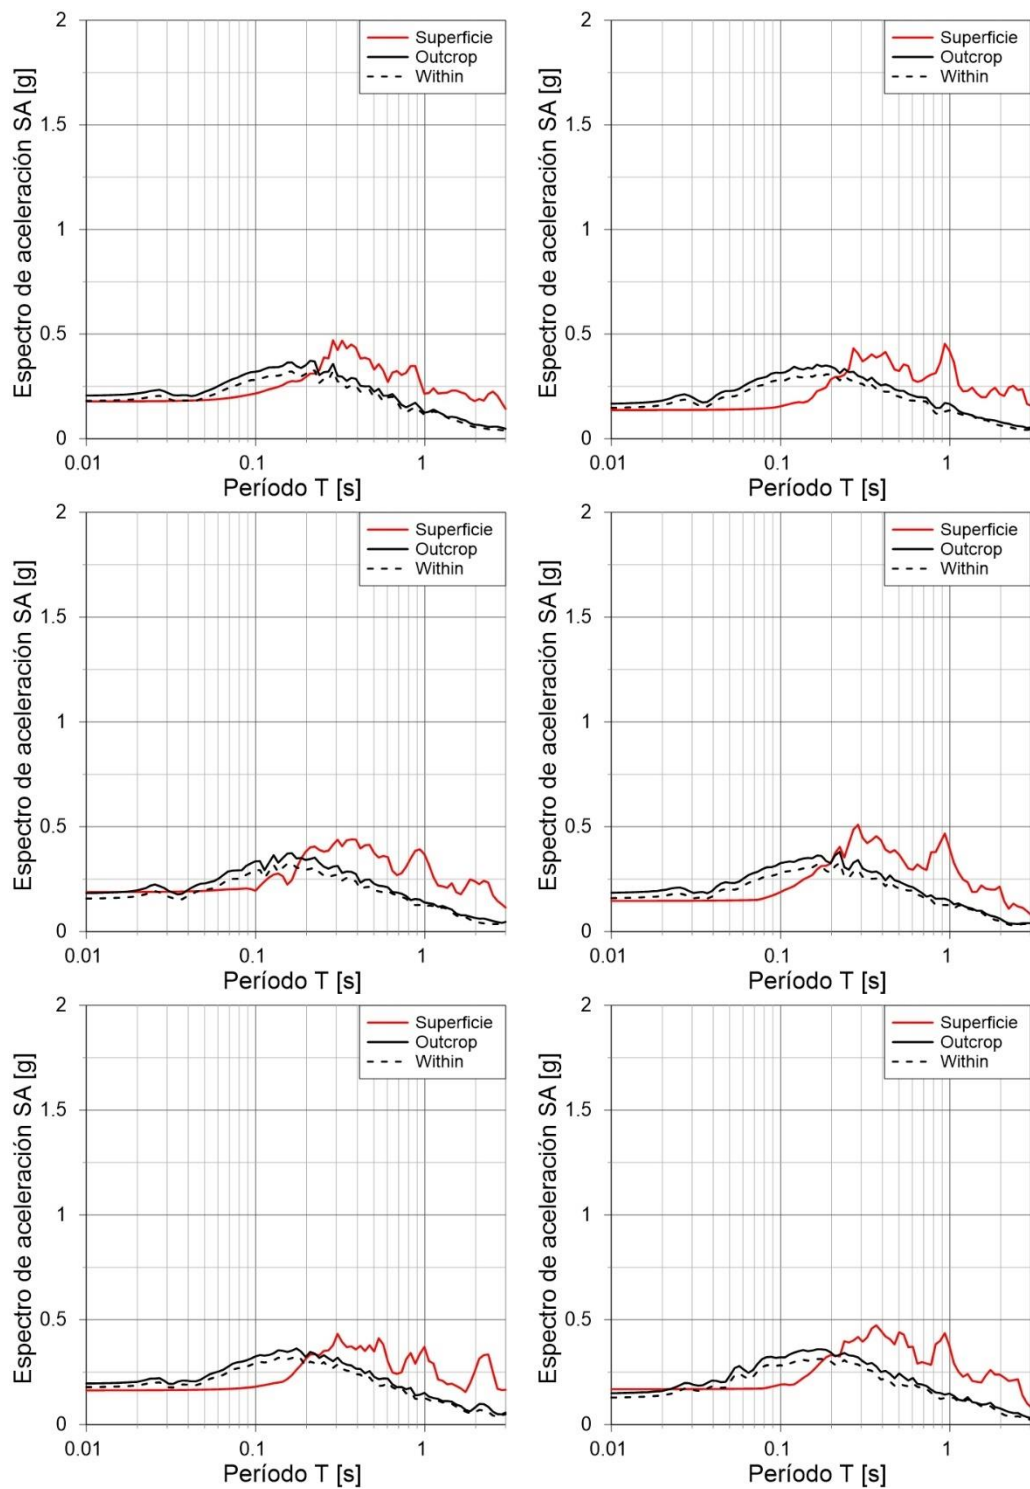 Espectro de aceleración SA [g]
2
1.5
1
0.5
0
Superficie
Outcrop
Within
0.01
0.1
1
Período T [s]
Espectro de aceleración SA [g]
2
1.5
1
0.5
0
Superficie
Outcrop
Within
0.01
0.1
1
Período T [s]
Espectro de aceleración SA [g]
2
1.5
1
0.5
0
Superficie
Outcrop
Within
0.01
0.1
1
Período T [s]
Espectro de aceleración SA [g]
2
1.5
1
0.5
0
Superficie
Outcrop
Within
0.01
0.1
1
Período T [s]
Espectro de aceleración SA [g]
2
1.5
1
0.5
0
Superficie
Outcrop
Within
0.01
0.1
1
Período T [s]
Espectro de aceleración SA [g]
2
1.5
1
0.5
0
Superficie
Outcrop
Within
0.01
0.1
1
Período T [s]